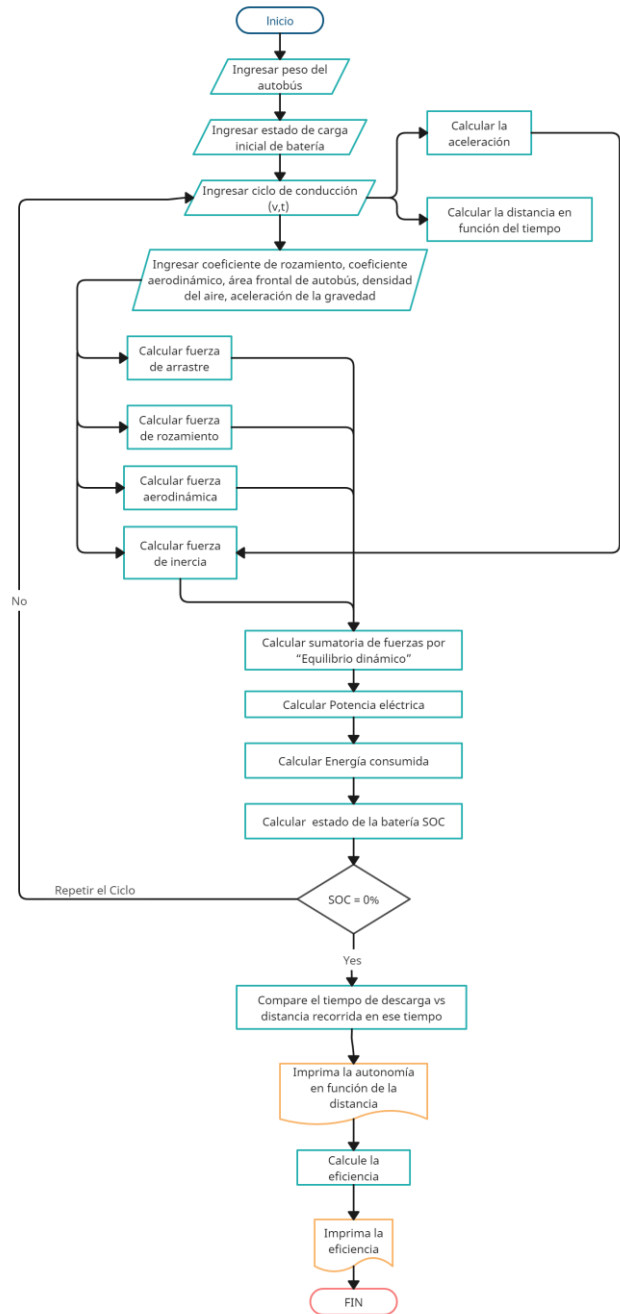 Inicio
Ingresar peso del
autobús
Ingresar estado de carga
inicial de batería
Calcular la
aceleración
Ingresar ciclo de conducción
(v,t)
Calcular la distancia en
función del tiempo
Ingresar coeficiente de rozamiento, coeficiente
aerodinámico, área frontal de autobús, densidad
del aire, aceleración de la gravedad
Calcular fuerza
de arrastre
Calcular fuerza
de rozamiento
Calcular fuerza
aerodinámica
Calcular fuerza
de inercia
No
Calcular sumatoria de fuerzas por
“Equilibrio dinámico”
Calcular Potencia eléctrica
Calcular Energía consumida
Calcular estado de la batería SOC
Repetir el Ciclo
SOC = 0%
Yes
Compare el tiempo de descarga vs
distancia recorrida en ese tiempo
Imprima la autonomía
en función de la
distancia
Calcule la
eficiencia
Imprima la
eficiencia
FIN